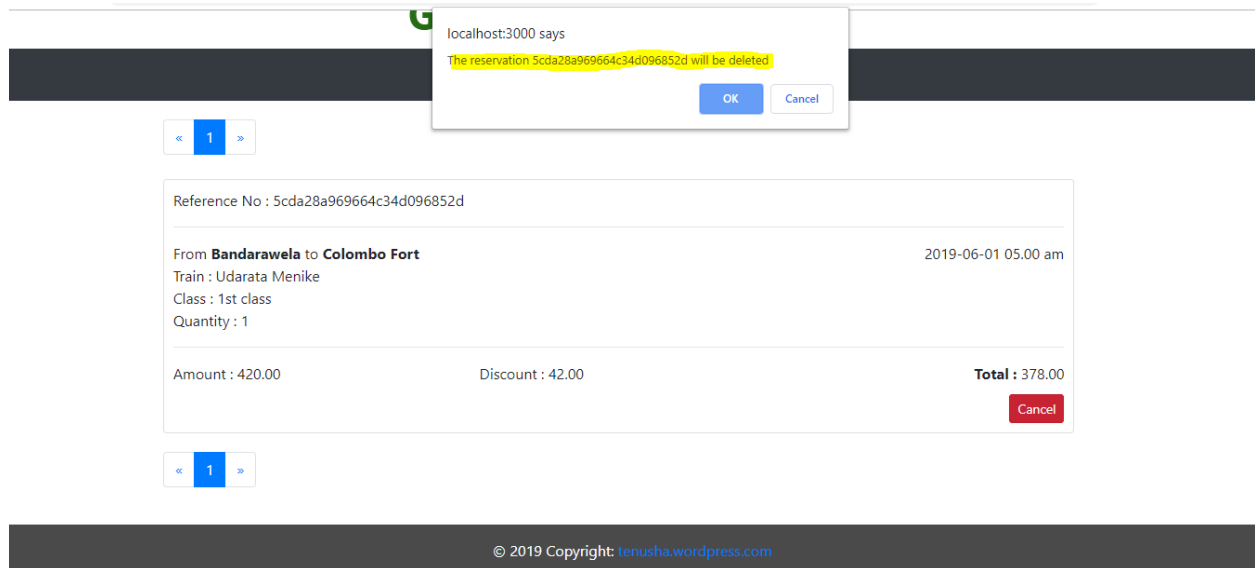 G
localhost:3000 says
The reservation 5cda28a969664c34d096852d will be deleted
OK Cancel
« 1 »
Reference No : 5cda28a969664c34d096852d
From Bandarawela to Colombo Fort 2019-06-01 05.00 am
Train : Udarata Menike
Class : 1st class
Quantity : 1
Amount : 420.00 Discount : 42.00 Total : 378.00
Cancel
« 1 »
© 2019 Copyright: tenusha.wordpress.com